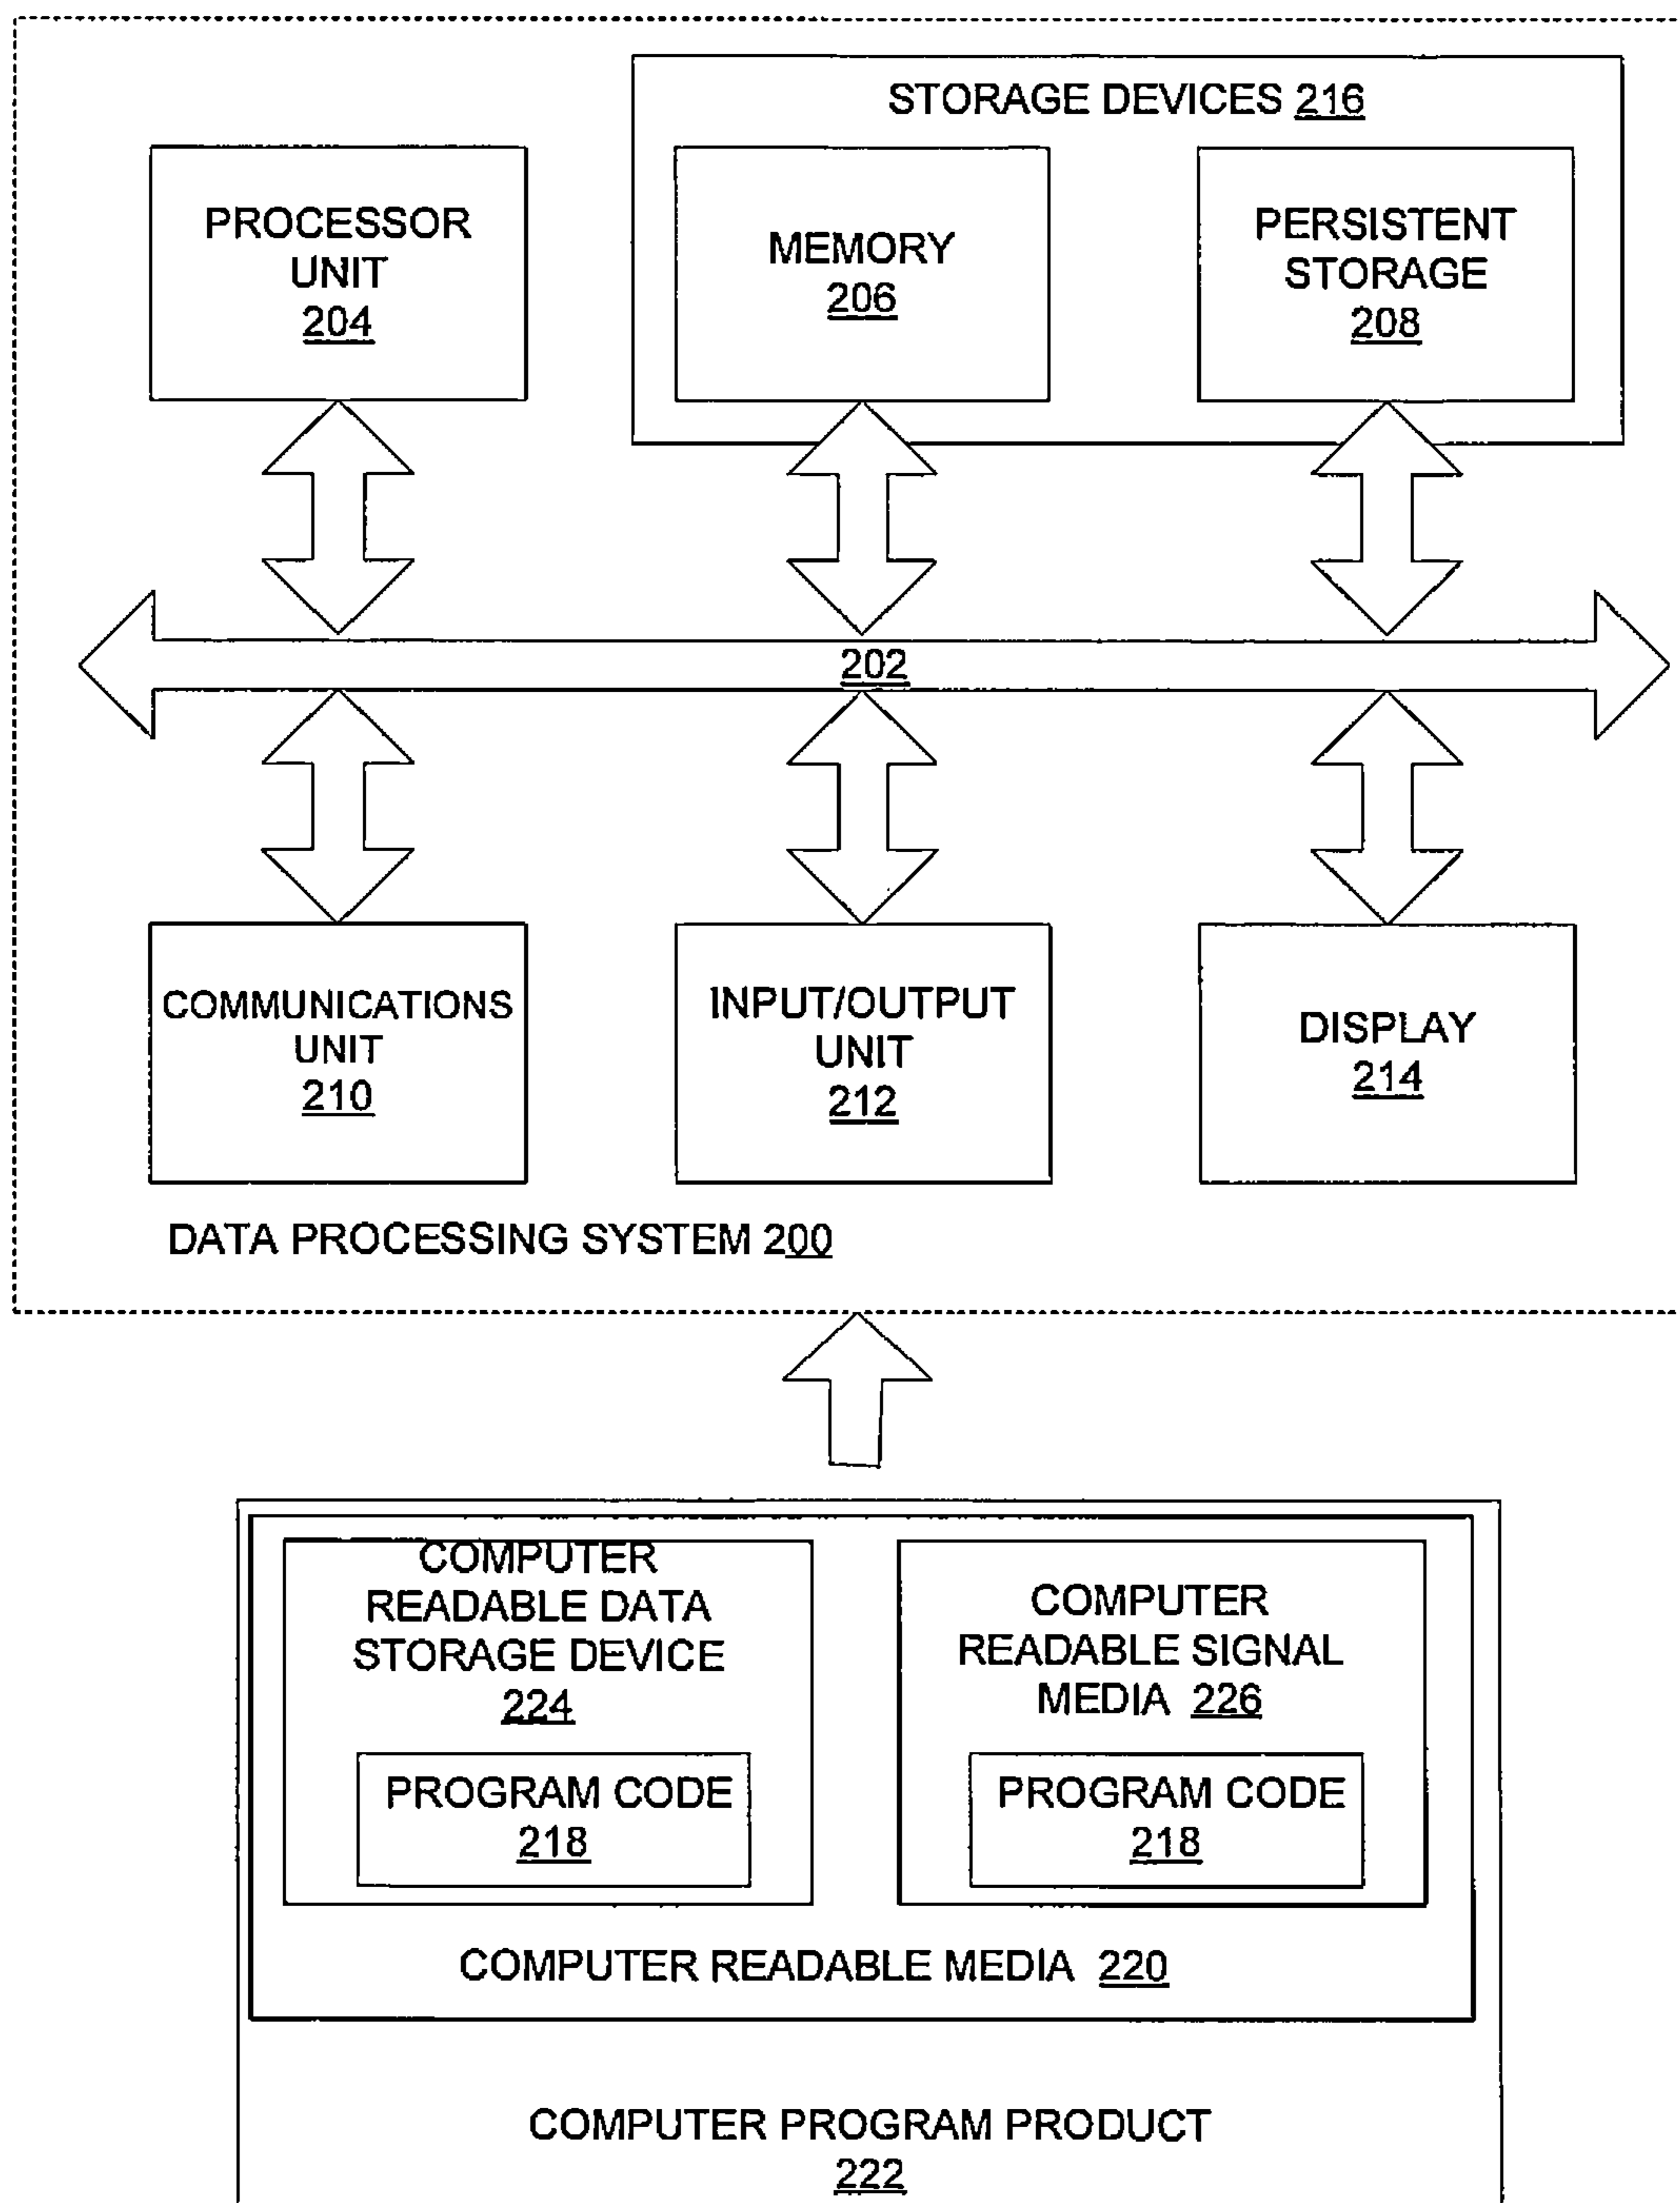 STORAGE DEVICES 216
PROCESSOR
UNIT
204
MEMORY
206
PERSISTENT
STORAGE
208
202
COMMUNICATIONS
UNIT
210
INPUT/OUTPUT
UNIT
212
DISPLAY
214
DATA PROCESSING SYSTEM 200
COMPUTER
READABLE DATA
STORAGE DEVICE
224
PROGRAM CODE
218
COMPUTER
READABLE SIGNAL
MEDIA 226
PROGRAM CODE
218
COMPUTER READABLE MEDIA 220
COMPUTER PROGRAM PRODUCT
222